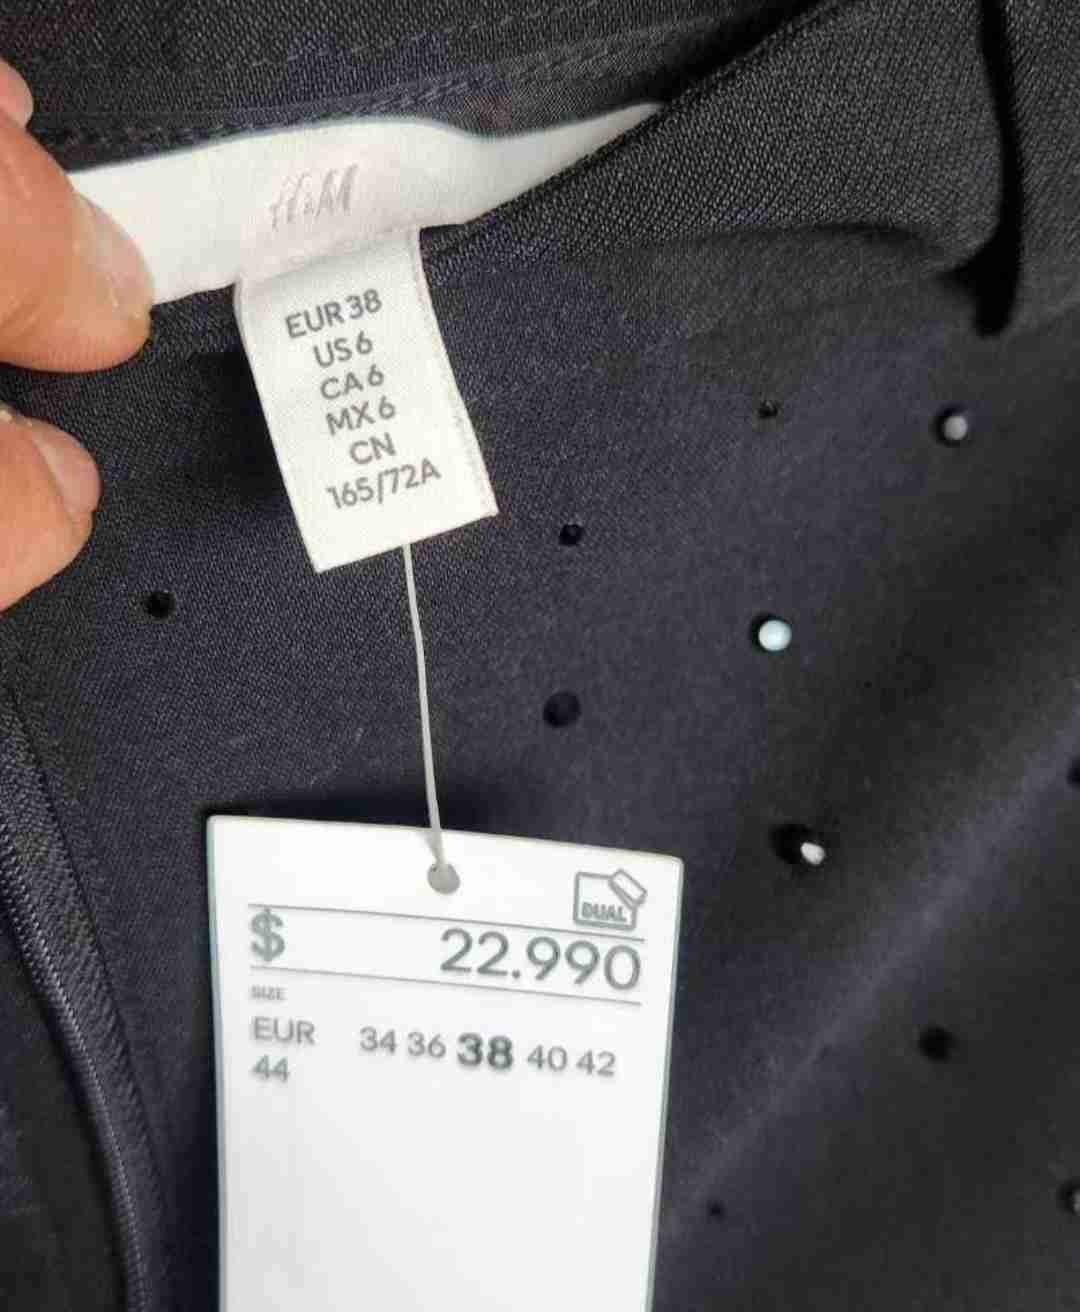 H&M
EUR 38
US 6
CA 6
MX 6
CN
165/72A
DUAL
$ 22.990
SIZE
EUR 34 36 38 40 42
44